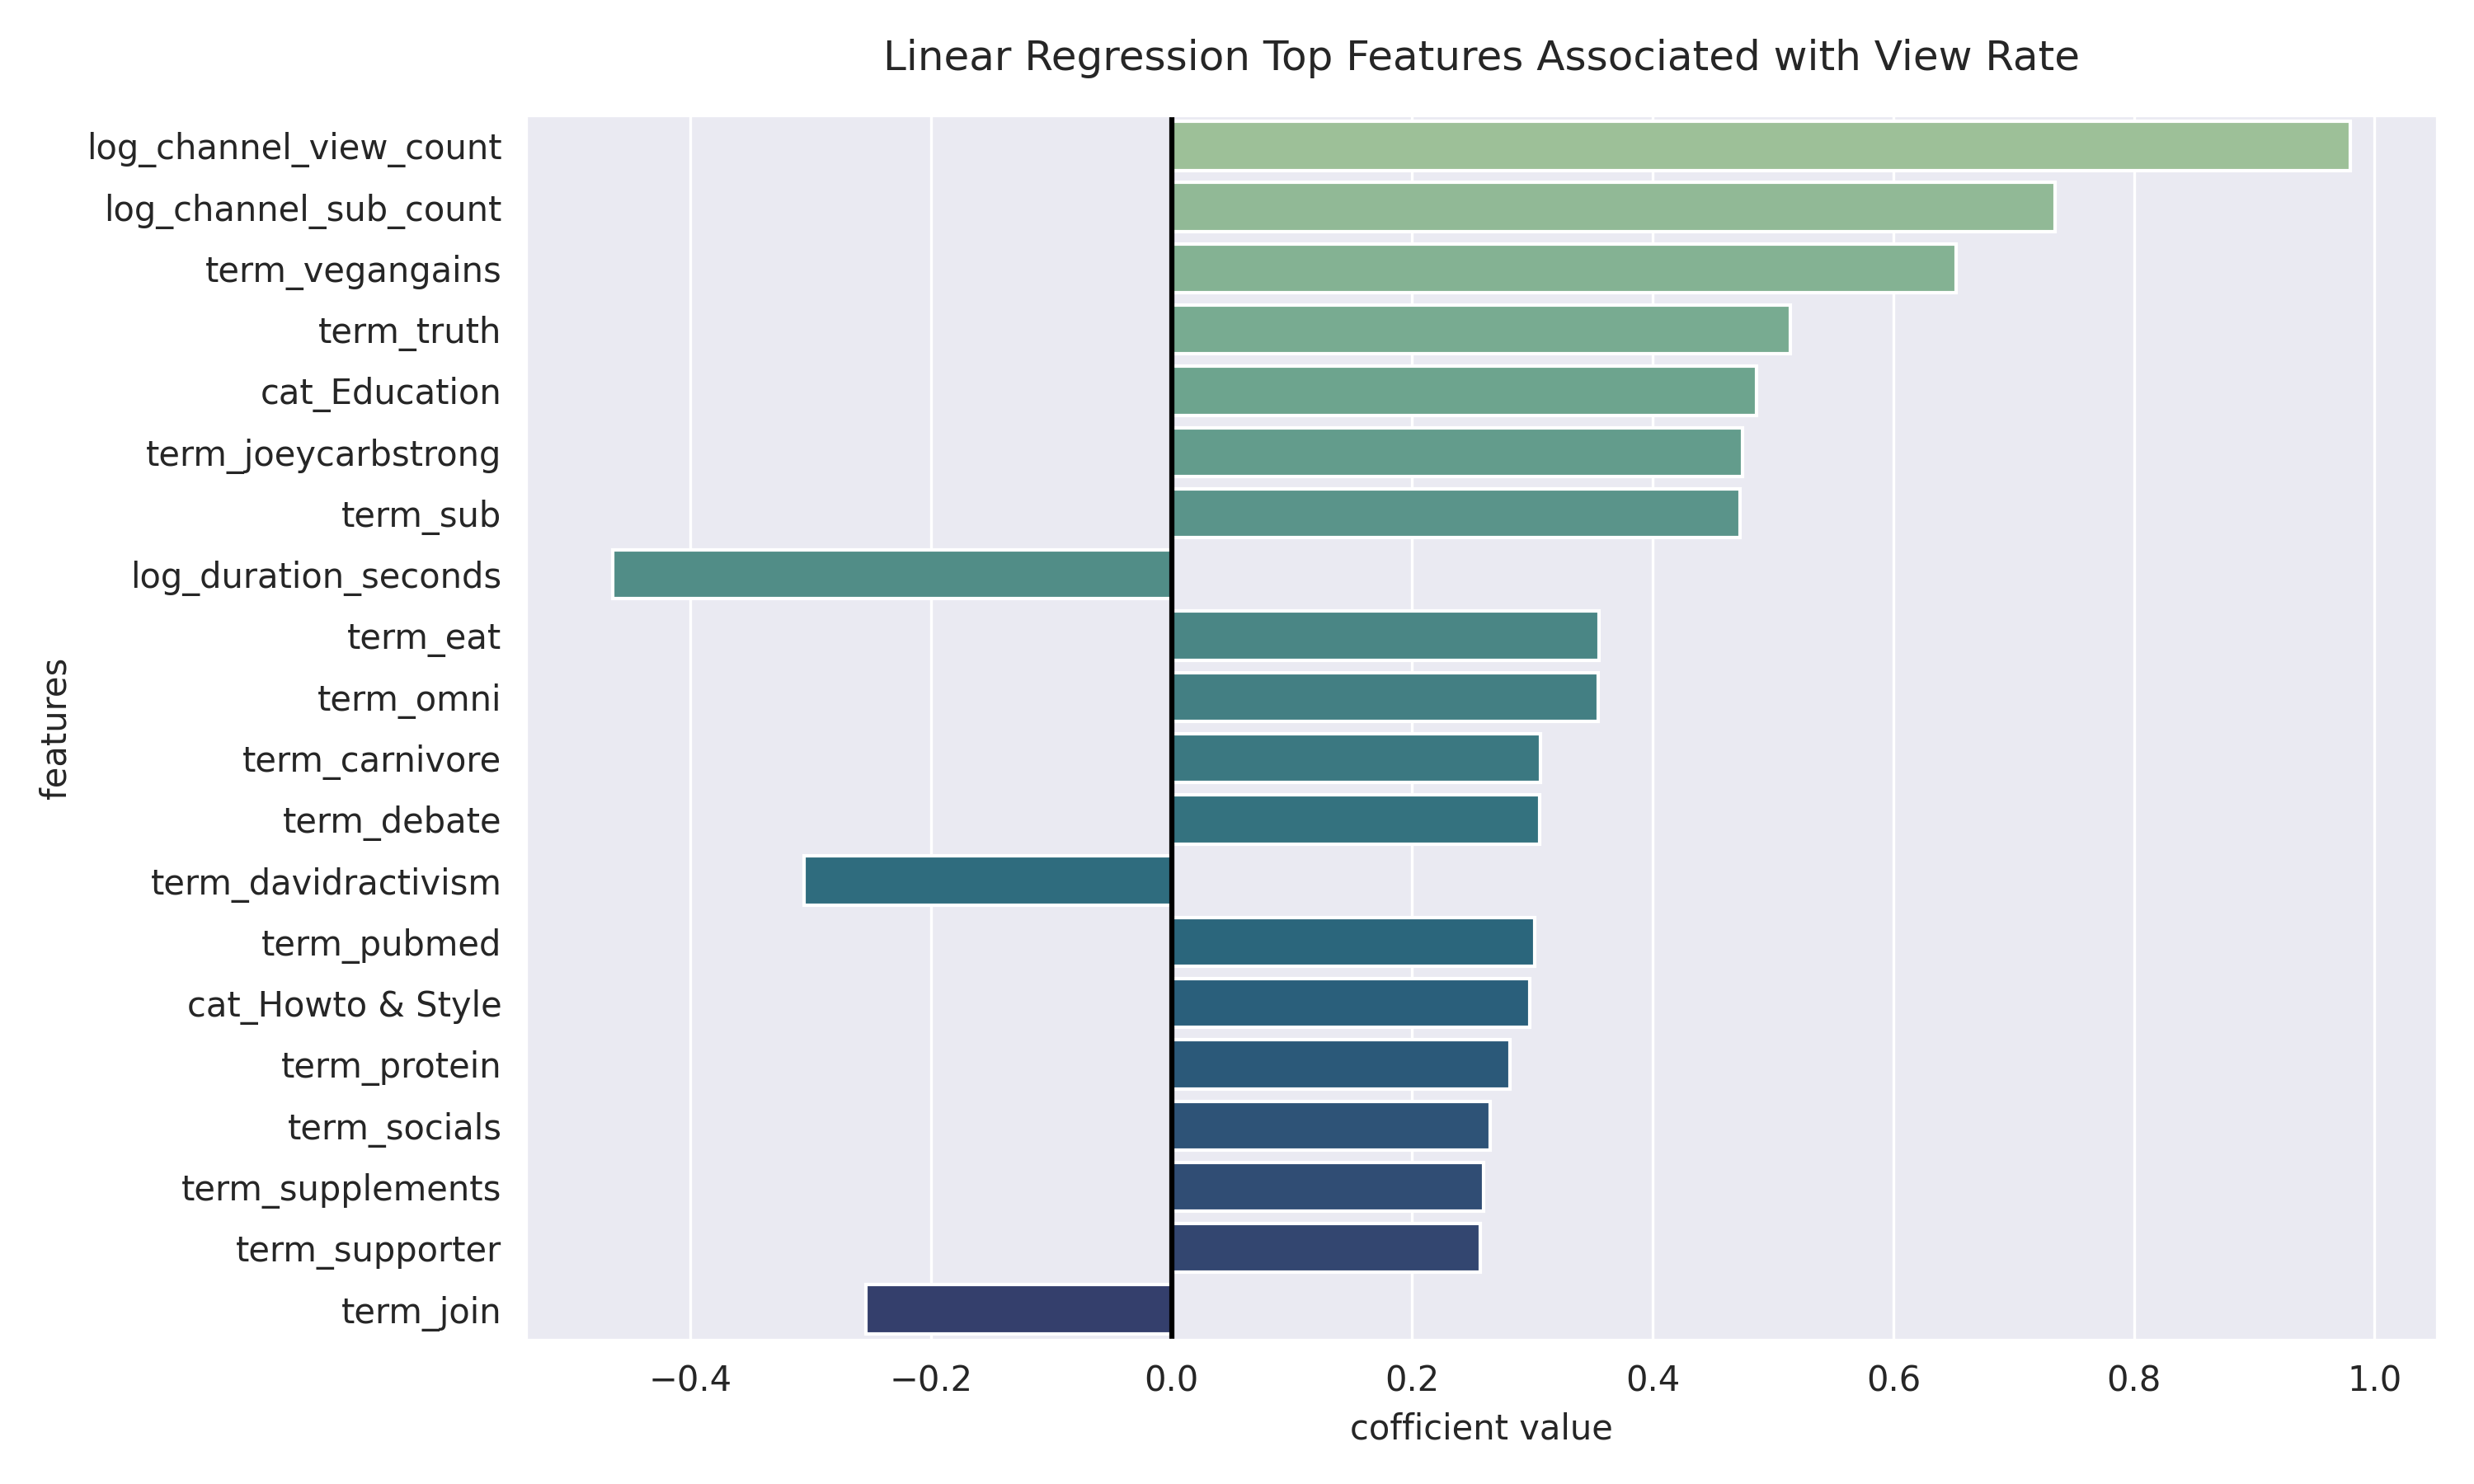 Linear Regression Top Features Associated with View Rate
log_channel_view_count
log_channel_sub_count
term_vegangains
term_truth
cat_Education
term_joeycarbstrong
term_sub
log_duration_seconds
term_eat
term_omni
term_carnivore
term_debate
term_davidractivism
term_pubmed
cat_Howto & Style
term_protein
term_socials
term_supplements
term_supporter
term_join
features
−0.4 −0.2 0.0 0.2 0.4 0.6 0.8 1.0
cofficient value